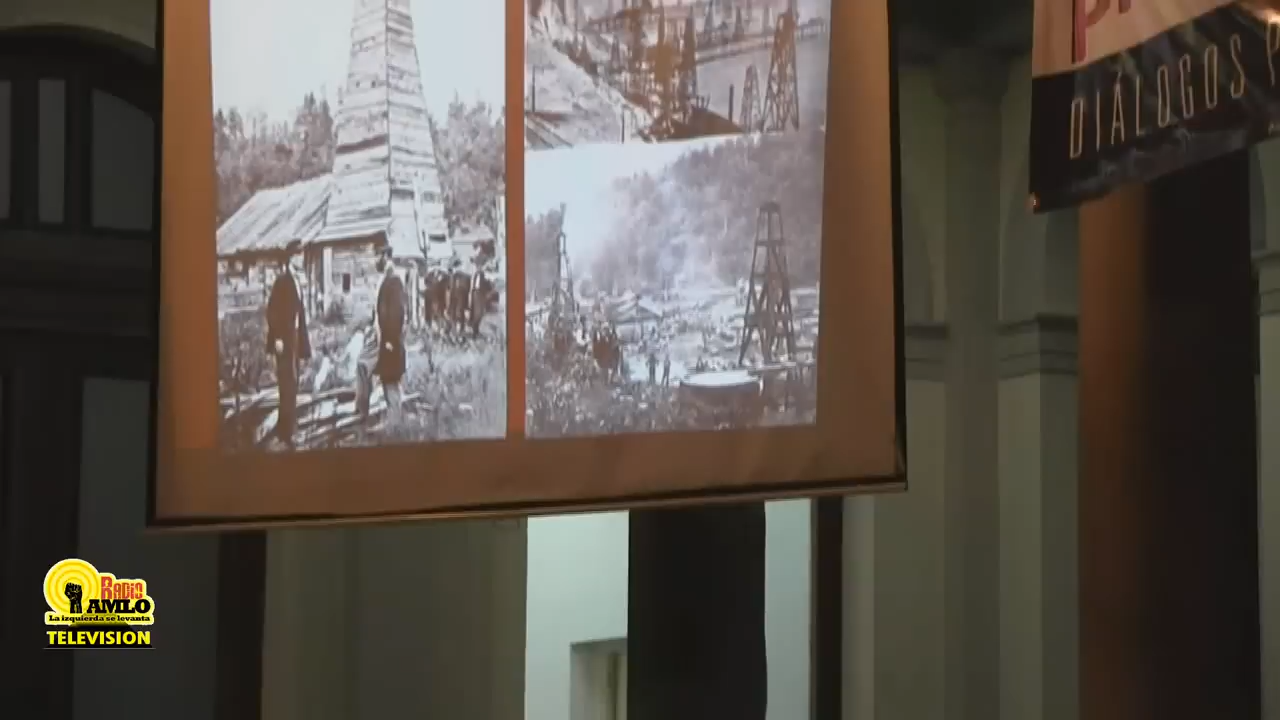 DIÁLOGOS
RADIO
AMLO
La izquierda se levanta
TELEVISION